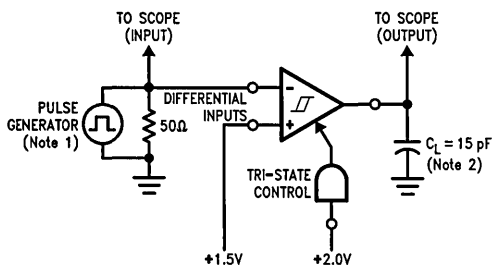 TO SCOPE
(INPUT)
TO SCOPE
(OUTPUT)
PULSE
GENERATOR
(Note 1)
50Ω
DIFFERENTIAL
INPUTS
-
+
TRI-STATE
CONTROL
CL = 15 pF
(Note 2)
+1.5V
+2.0V